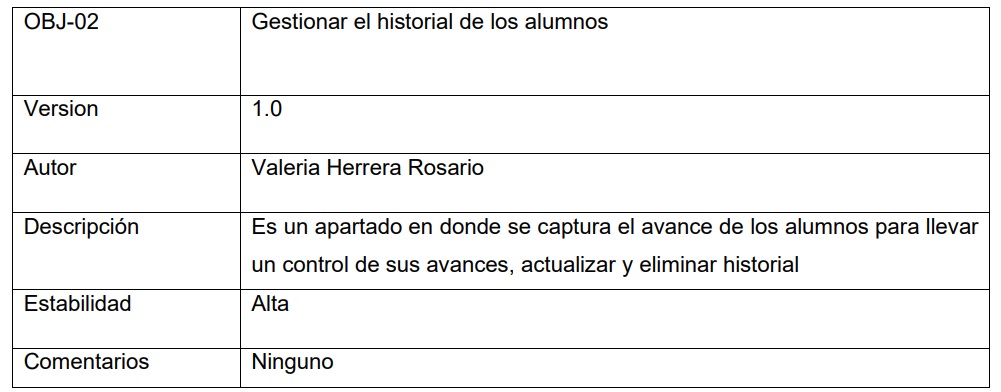 OBJ-02 Gestionar el historial de los alumnos
Version 1.0
Autor Valeria Herrera Rosario
Descripción Es un apartado en donde se captura el avance de los alumnos para llevar
un control de sus avances, actualizar y eliminar historial
Estabilidad Alta
Comentarios Ninguno